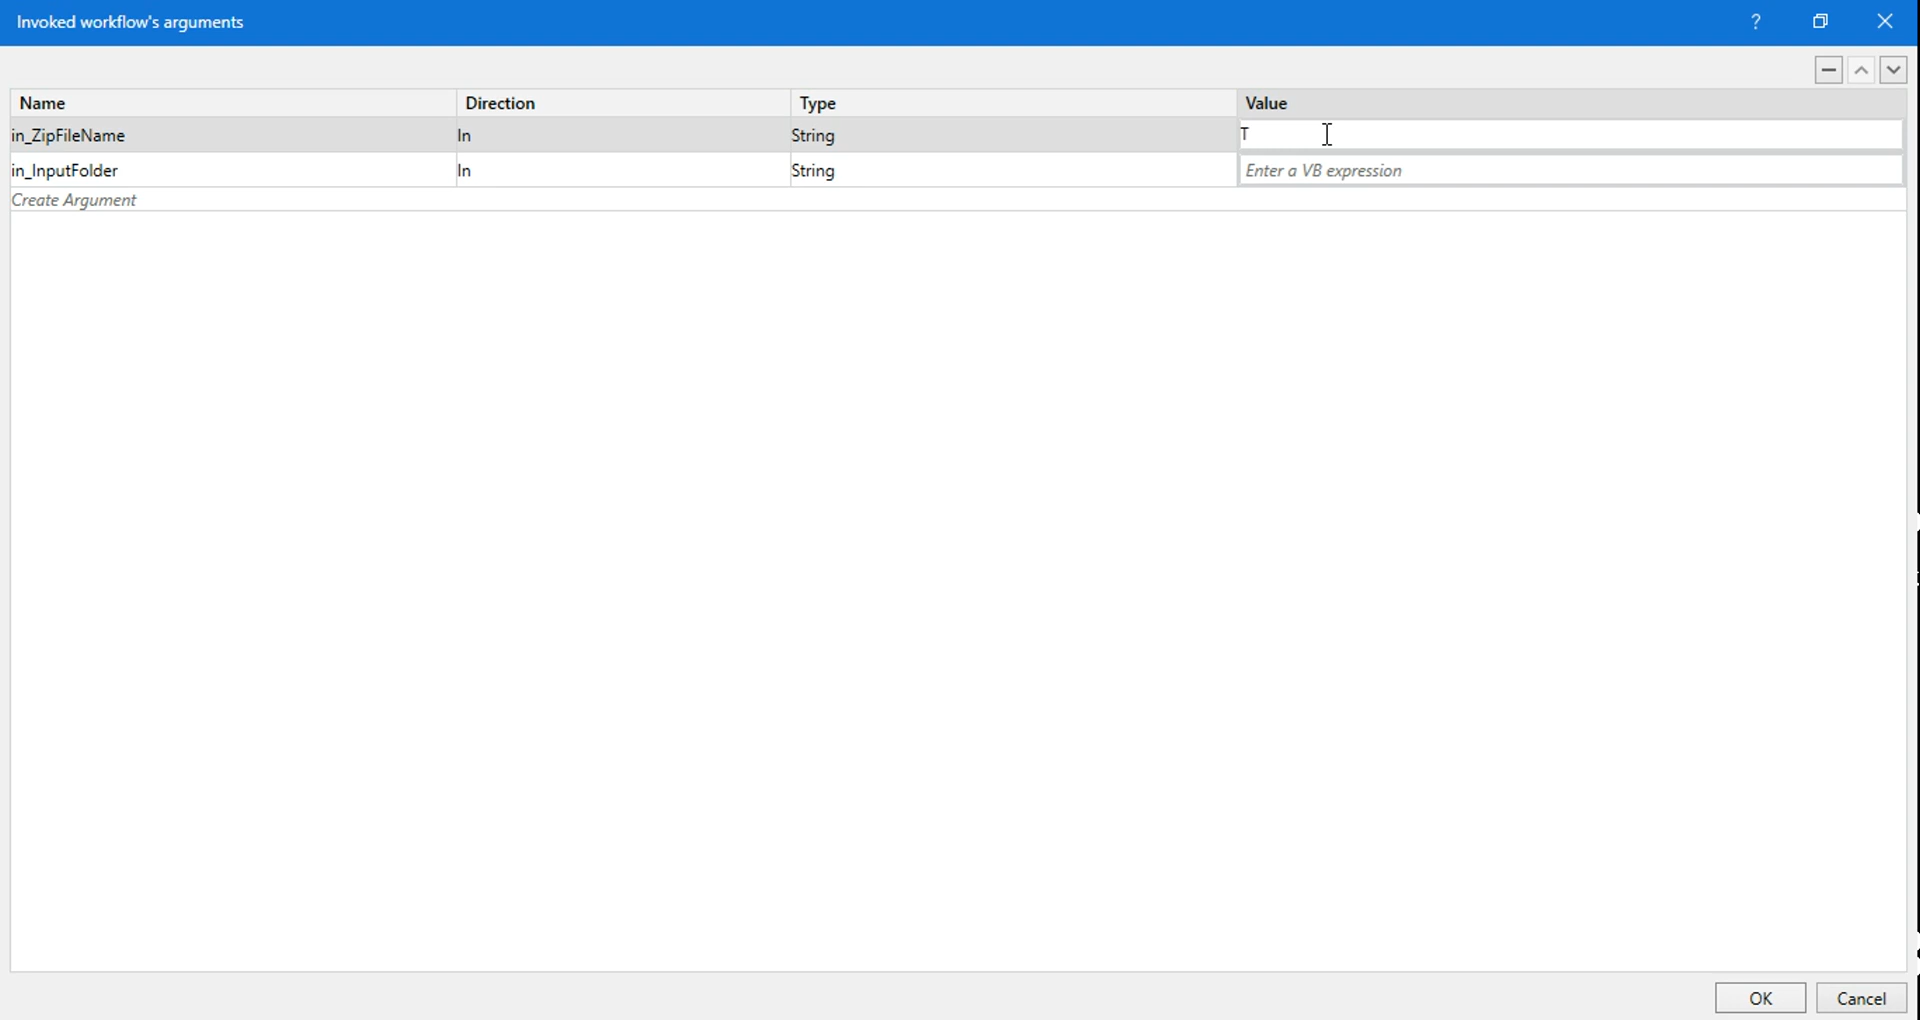 Invoked workflow's arguments
?
Name Direction Type Value
in_ZipFileName In String T
in_InputFolder In String Enter a VB expression
Create Argument
OK Cancel